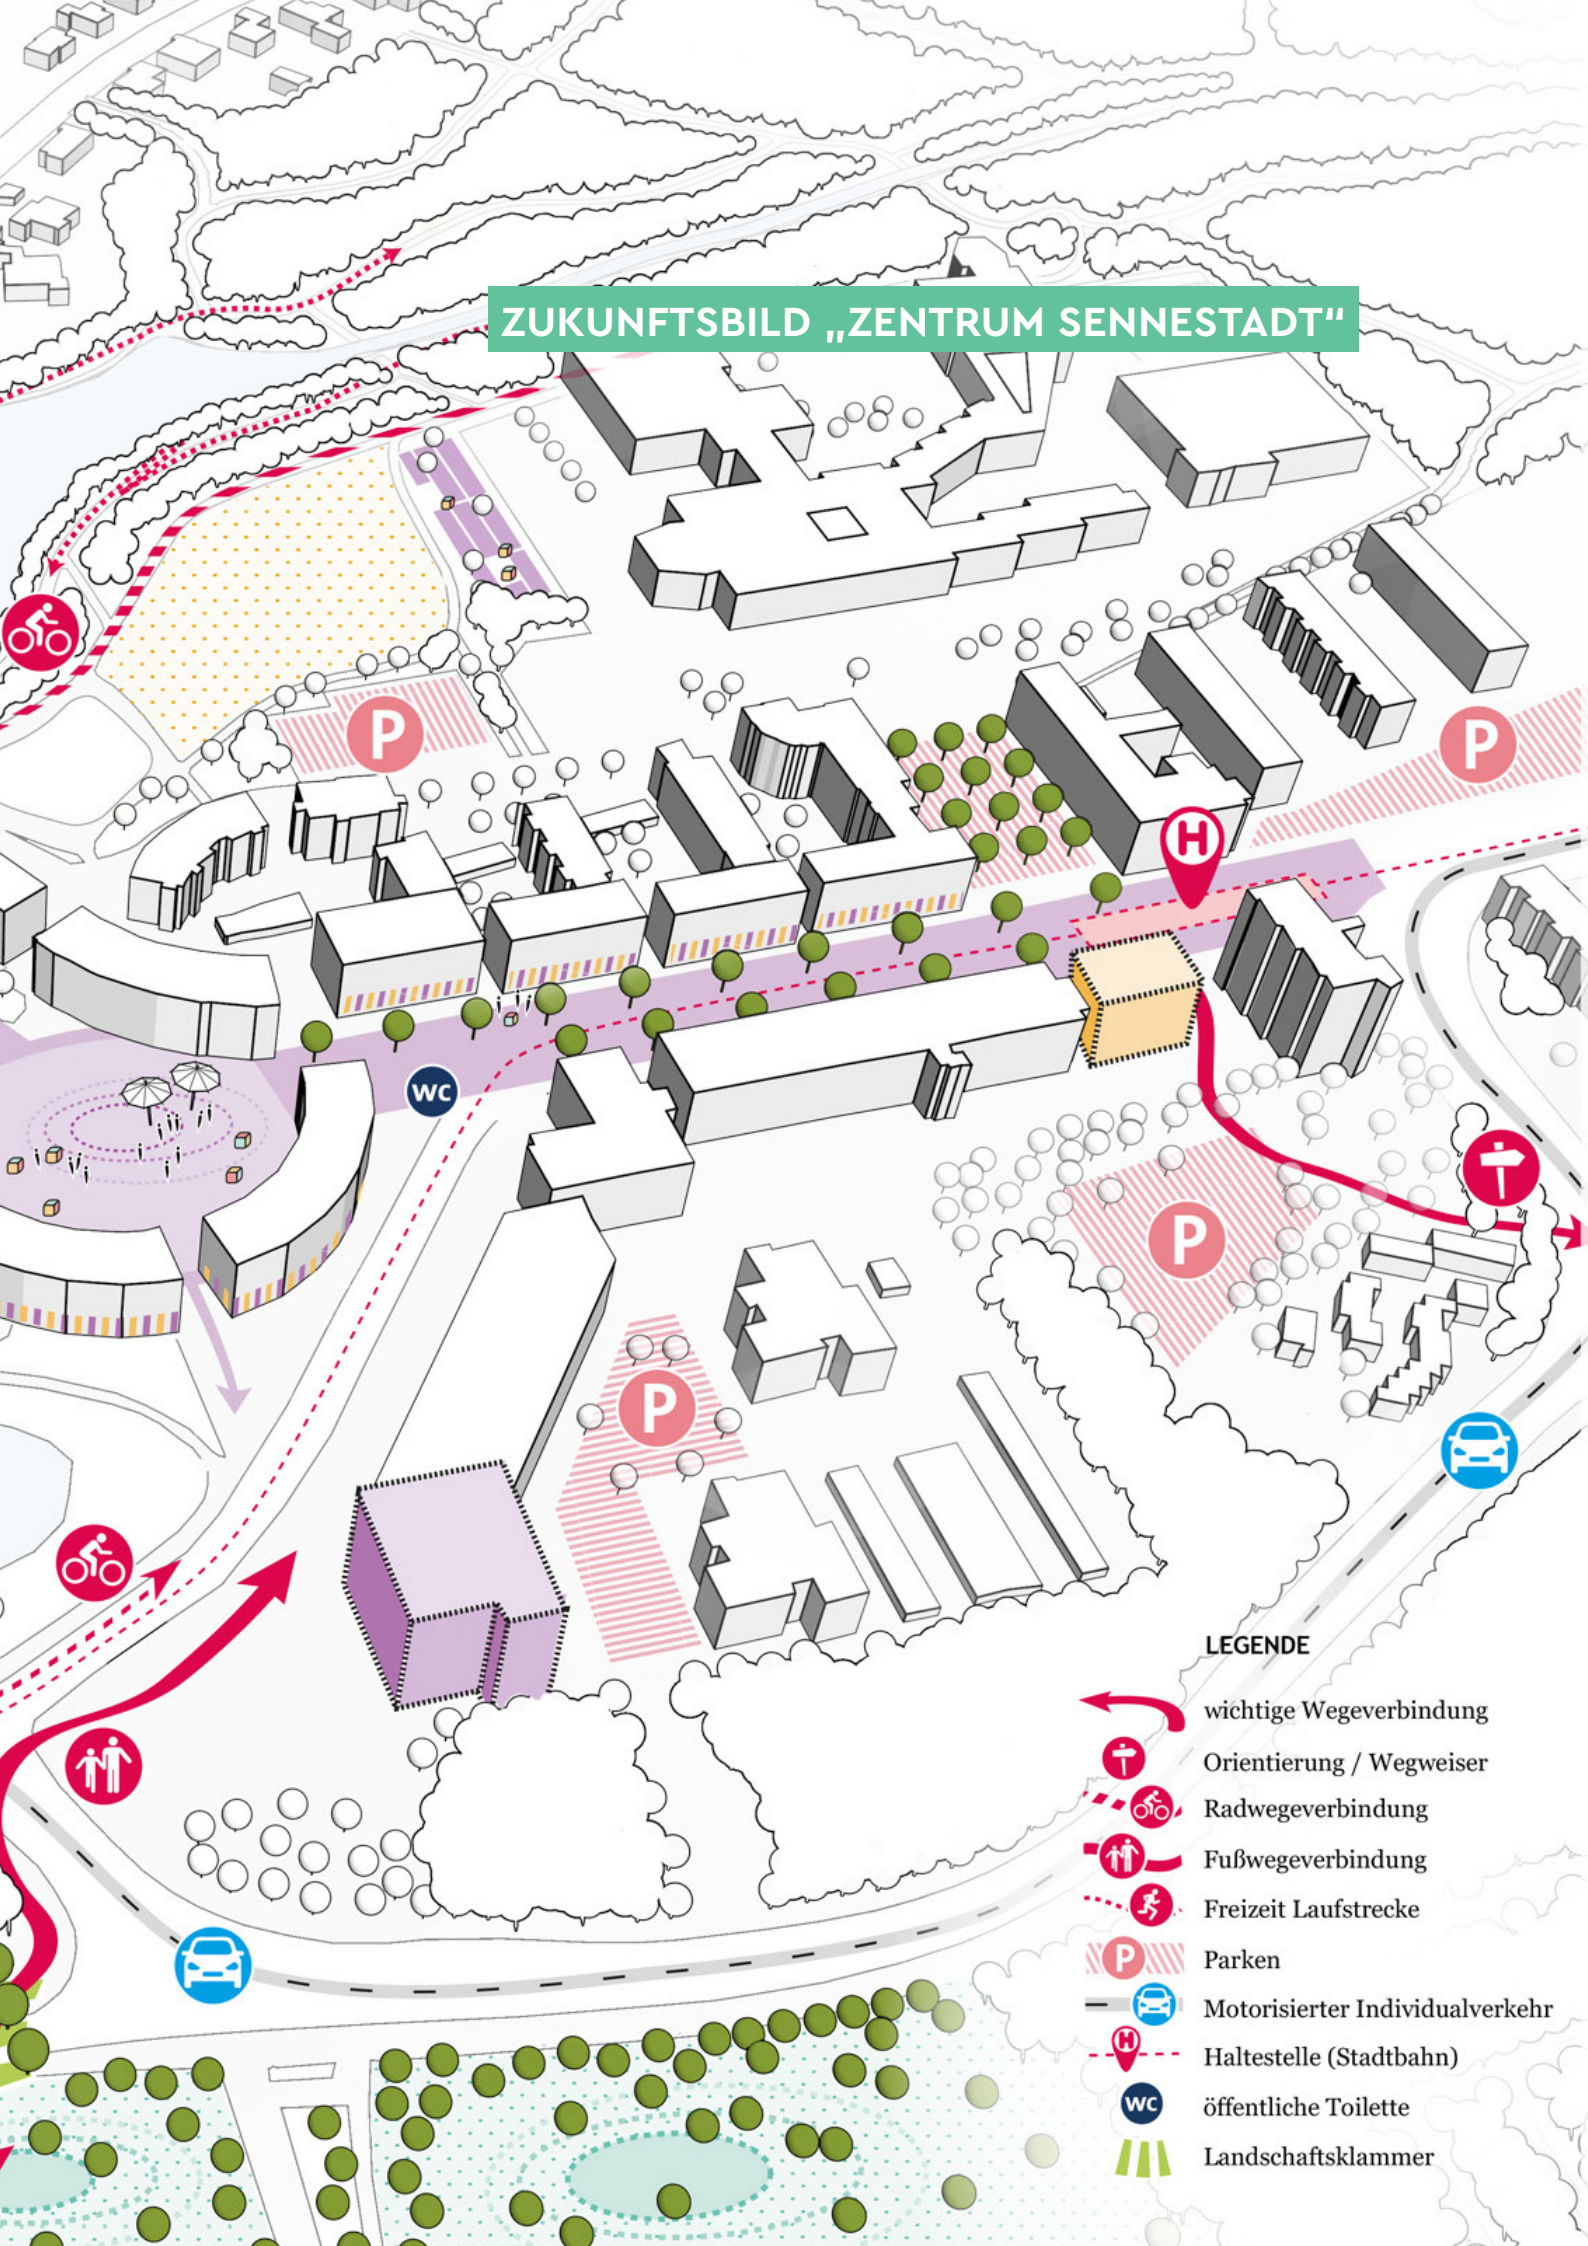 ZUKUNFTSBILD „ZENTRUM SENNESTADT“
P
P
H
WC
P
P
LEGENDE
wichtige Wegeverbindung
Orientierung / Wegweiser
Radwegeverbindung
Fußwegeverbindung
Freizeit Laufstrecke
P Parken
Motorisierter Individualverkehr
H Haltestelle (Stadtbahn)
WC öffentliche Toilette
Landschaftsklammer